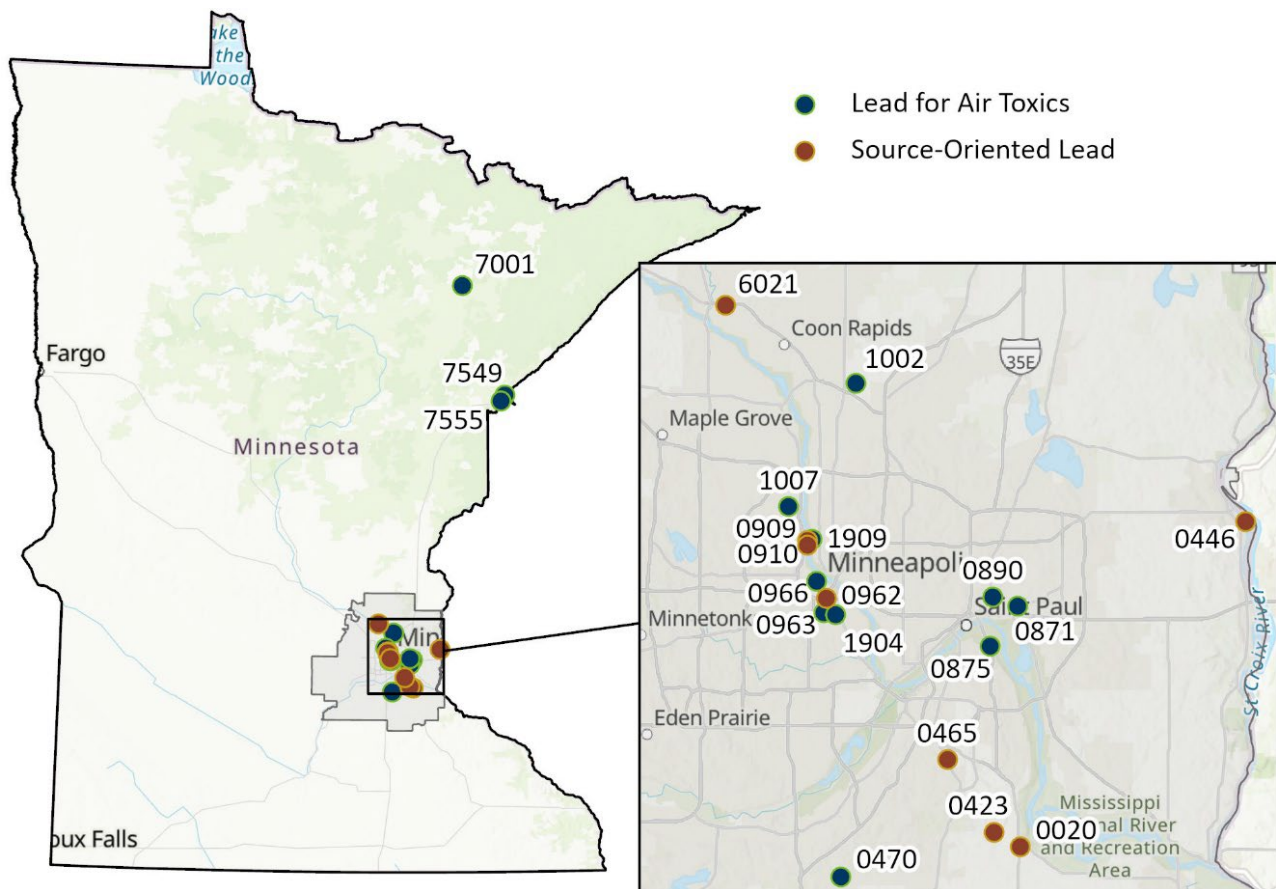 ake
the
Wood
Lead for Air Toxics
Source-Oriented Lead
7001
Fargo
7549
7555
Minnesota
Min
oux Falls
6021
Coon Rapids
1002
35E
Maple Grove
1007
0909
1909
0910
Minneapoli
0446
0890
0966
0962
Minnetonk
Saint Paul
0963
1904
0871
0875
St Croix River
Eden Prairie
0465
0423
Mississippi
0020
nal River
and Recreation
Area
0470